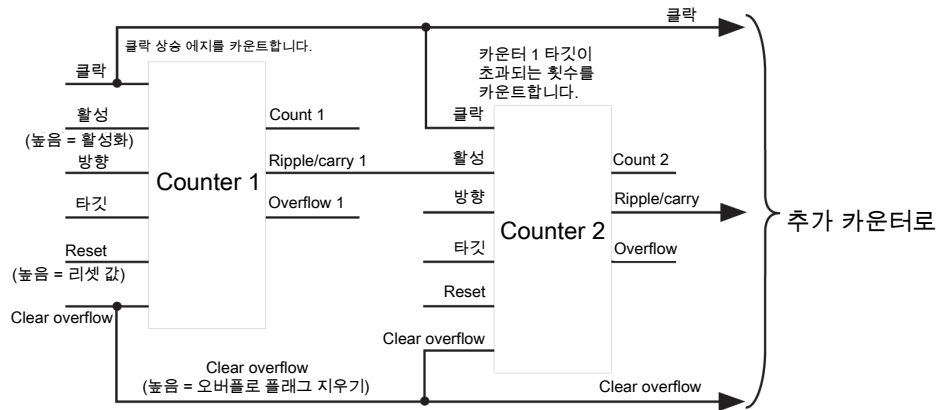 클락
클락 상승 에지를 카운트합니다.
클락
활성
(높음 = 활성화)
방향
타깃
Reset
(높음 = 리셋 값)
Clear overflow
Counter 1
Count 1
Ripple/carry 1
Overflow 1
카운터 1 타깃이
초과되는 횟수를
카운트합니다.
클락
활성
방향
타깃
Reset
Clear overflow
Counter 2
Count 2
Ripple/carry
Overflow
추가 카운터로
Clear overflow
(높음 = 오버플로 플래그 지우기)
Clear overflow